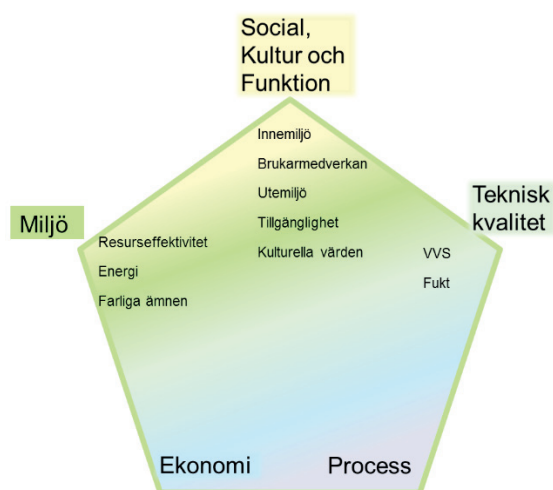 Social,
Kultur och
Funktion
Innemiljö
Brukarmedverkan
Utemiljö
Tillgänglighet
Kulturella värden
Miljö
Resurseffektivitet
Energi
Farliga ämnen
Teknisk
kvalitet
VVS
Fukt
Ekonomi
Process